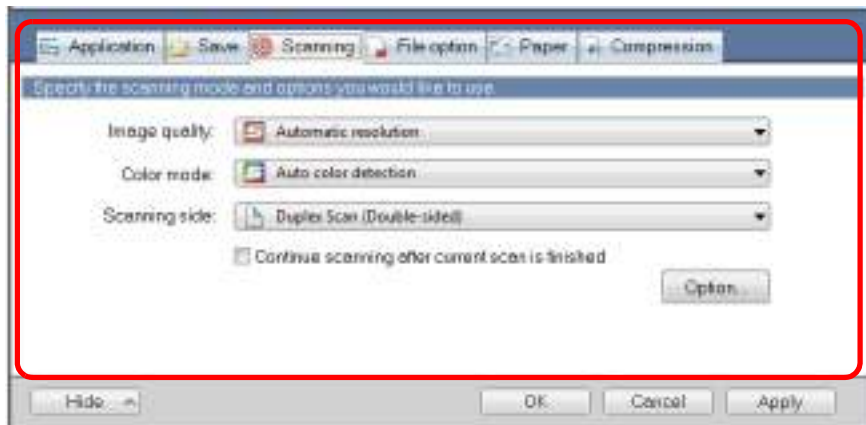 Application Save Scanning File option Paper Compression
Specify the scanning mode and options you would like to use.
Image quality: Automatic resolution
Color mode: Auto color detection
Scanning side: Duplex Scan (Double-sided)
Continue scanning after current scan is finished
Option...
Hide OK Cancel Apply